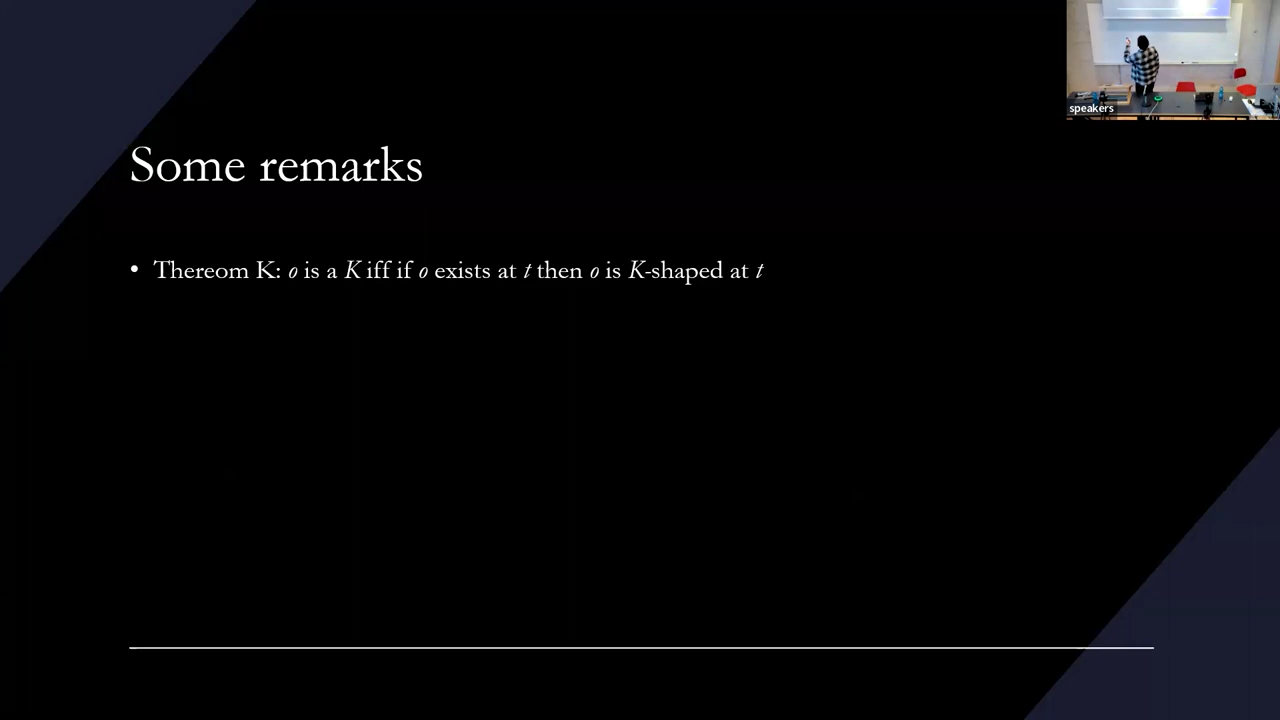 speakers
Some remarks
• Thereom K: o is a K iff if o exists at t then o is K-shaped at t